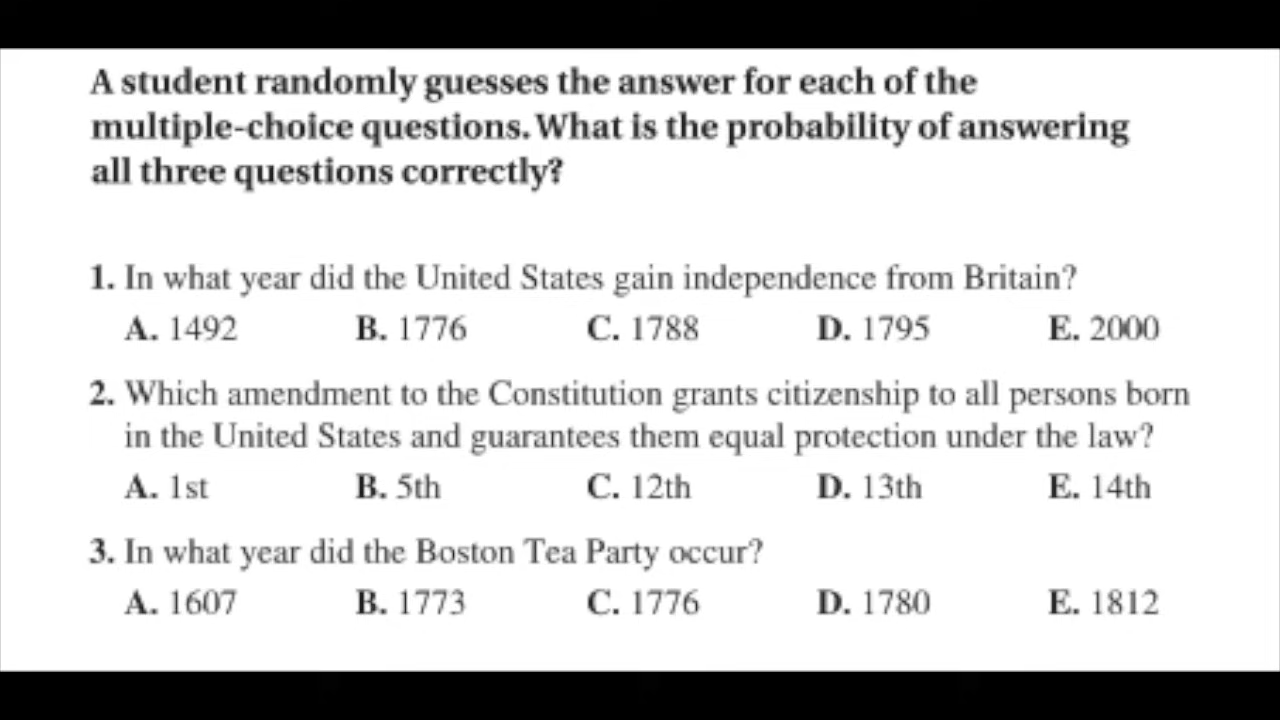 A student randomly guesses the answer for each of the
multiple-choice questions. What is the probability of answering
all three questions correctly?
1. In what year did the United States gain independence from Britain?
A. 1492 B. 1776 C. 1788 D. 1795 E. 2000
2. Which amendment to the Constitution grants citizenship to all persons born
in the United States and guarantees them equal protection under the law?
A. 1st B. 5th C. 12th D. 13th E. 14th
3. In what year did the Boston Tea Party occur?
A. 1607 B. 1773 C. 1776 D. 1780 E. 1812